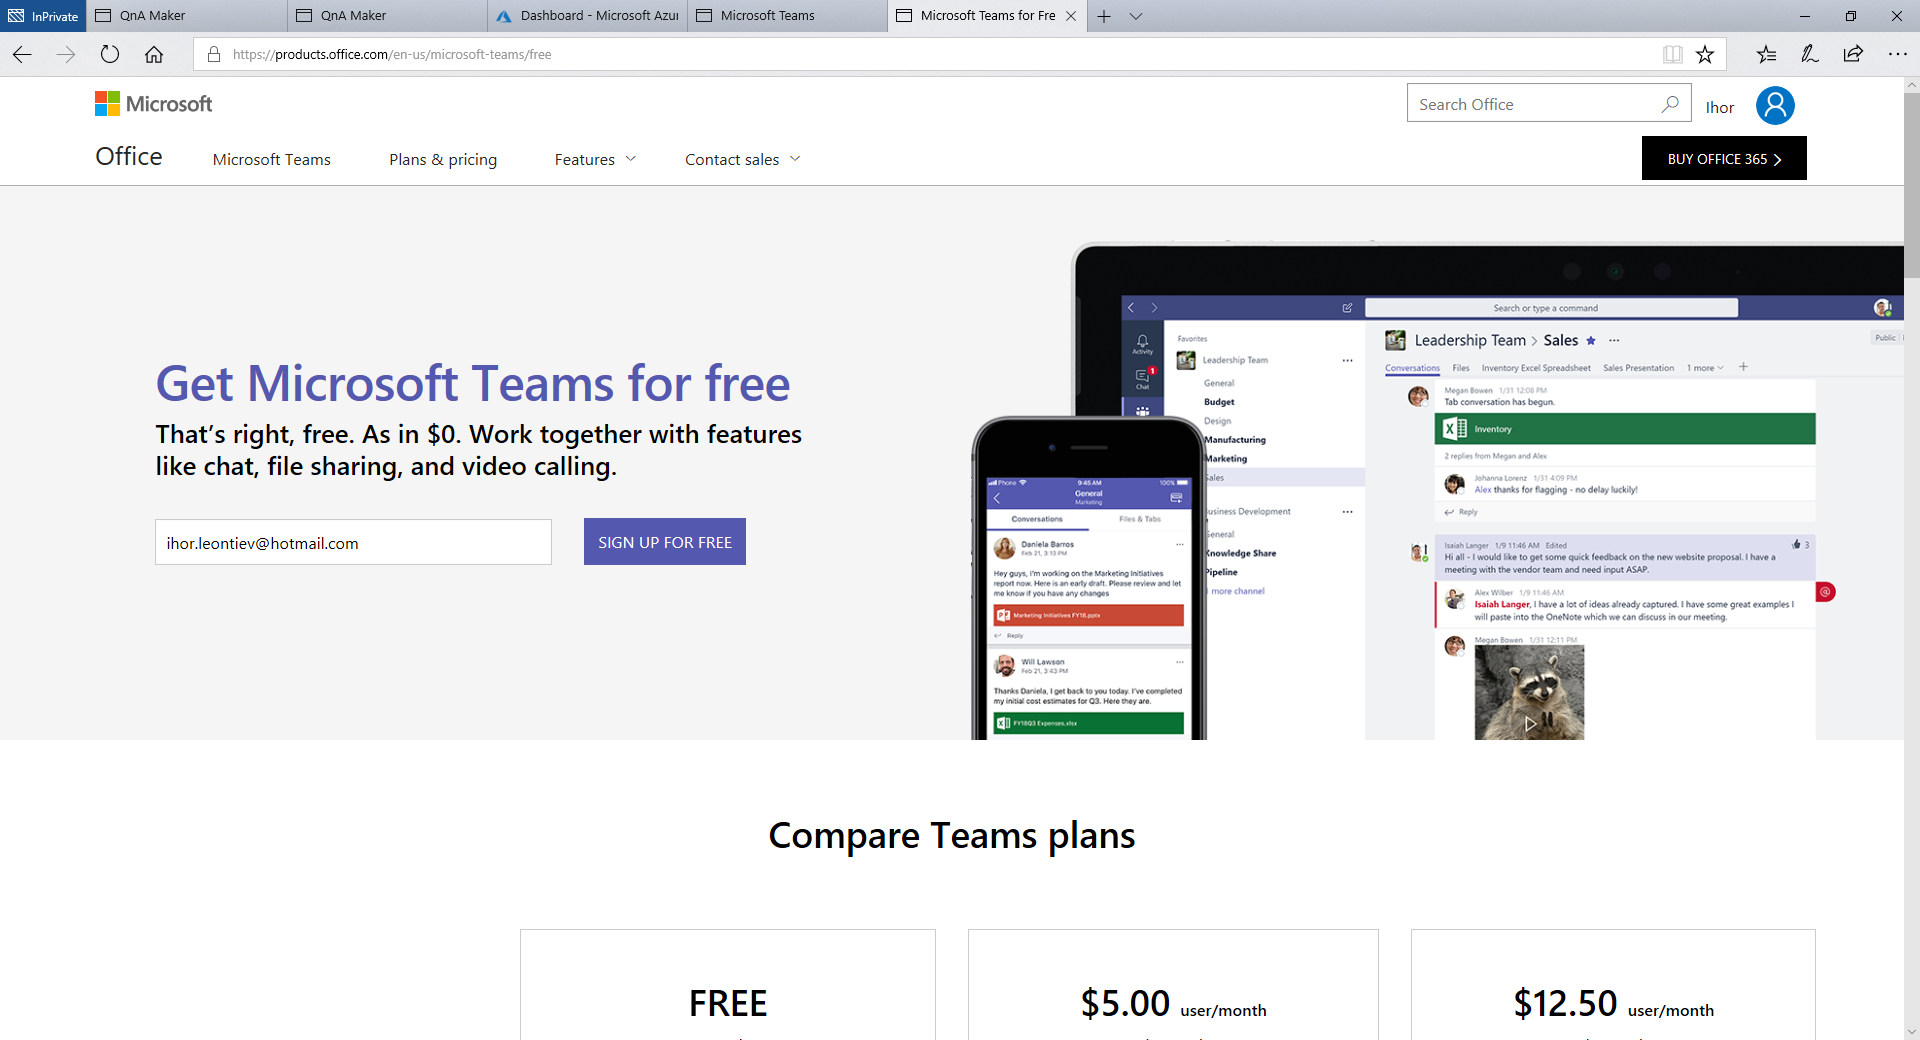 InPrivate
QnA Maker
QnA Maker
Dashboard - Microsoft Azur
Microsoft Teams
Microsoft Teams for Fre
https://products.office.com/en-us/microsoft-teams/free
Microsoft
Search Office
Ihor
Office
Microsoft Teams
Plans & pricing
Features
Contact sales
BUY OFFICE 365
Get Microsoft Teams for free
That's right, free. As in $0. Work together with features
like chat, file sharing, and video calling.
ihor.leontiev@hotmail.com
SIGN UP FOR FREE
Search or type a command
Activity
Chat
1
Favorites
Leadership Team
General
Budget
Design
Manufacturing
Marketing
Sales
Business Development
General
Knowledge Share
Pipeline
1 more channel
Leadership Team > Sales
Public
Conversations
Files
Inventory Excel Spreadsheet
Sales Presentation
1 more
Megan Bowen 1/31 12:08 PM
Tab conversation has begun.
Inventory
2 replies from Megan and Alex
Johanna Lorenz 1/31 4:09 PM
Alex thanks for flagging - no delay luckily!
Reply
Isaiah Langer 1/9 11:46 AM Edited
3
Hi all - I would like to get some quick feedback on the new website proposal. I have a
meeting with the vendor team and need input ASAP.
Alex Wilber 1/9 11:46 AM
Isaiah Langer, I have a lot of ideas already captured. I have some great examples I
will paste into the OneNote which we can discuss in our meeting.
Megan Bowen 1/31 12:11 PM
Phone
9:45 AM
100%
General
Marketing
Conversations
Files & Tabs
Daniela Barros
Feb 21, 3:13 PM
Hey guys, I'm working on the Marketing Initiatives
report now. Here is an early draft. Please review and let
me know if you have any changes
Marketing Initiatives FY18.pptx
Reply
Will Lawson
Feb 21, 3:43 PM
Thanks Daniela, I get back to you today. I've completed
my initial cost estimates for Q3. Here they are.
FY18Q3 Expenses.xlsx
Compare Teams plans
FREE
$5.00 user/month
$12.50 user/month